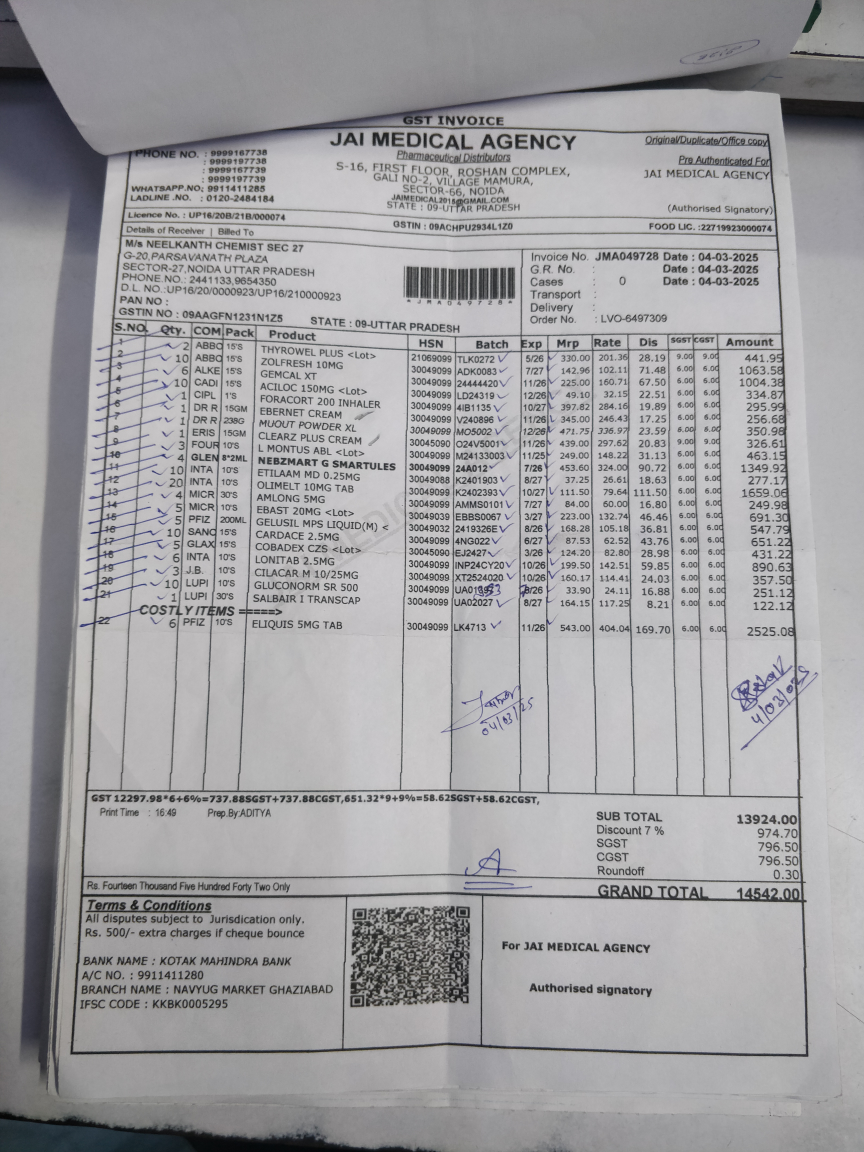 GST INVOICE
JAI MEDICAL AGENCY
Pharmaceutical Distributors
S-16, FIRST FLOOR, ROSHAN COMPLEX,
GALI NO-2, VILLAGE MAMURA,
SECTOR-66, NOIDA
JAIMEDICAL2018@GMAIL.COM
STATE : 09-UTTAR PRADESH
GSTIN : 09ACHPU2934L1Z0
PHONE NO. : 9999167738
9999197738
9999167739
9999197739
WHATSAPP.NO: 9911411285
LADLINE .NO : 0120-2484184
Licence No. : UP16/20B/21B/000074
Original/Duplicate/Office copy
Pre Authenticated For
JAI MEDICAL AGENCY
(Authorised Signatory)
FOOD LIC. :22719923000074
Details of Receiver | Billed To
M/s NEELKANTH CHEMIST SEC 27
G-20,PARSAVANATH PLAZA
SECTOR-27,NOIDA UTTAR PRADESH
PHONE.NO.: 2441133,9654350
D.L.NO.:UP16/20/0000923/UP16/210000923
PAN NO :
GSTIN NO : 09AAGFN1231N1Z5 STATE : 09-UTTAR PRADESH
*JMA049728*
Invoice No. JMA049728 Date : 04-03-2025
G.R. No. : Date : 04-03-2025
Cases : 0 Date : 04-03-2025
Transport :
Delivery :
Order No. : LVO-6497309
S.NO. Qty. COM Pack Product HSN Batch Exp Mrp Rate Dis SGST CGST Amount
1 2 ABBO 15'S THYROWEL PLUS <Lot> 21069099 TLK0272 5/26 330.00 201.36 28.19 9.00 9.00 441.95
2 10 ABBO 15'S ZOLFRESH 10MG 30049099 ADK0083 7/27 142.96 102.11 71.48 6.00 6.00 1063.58
3 6 ALKE 15'S GEMCAL XT 30049099 24444420 11/26 225.00 160.71 67.50 6.00 6.00 1004.38
4 10 CADI 15'S ACILOC 150MG <Lot> 30049099 LD24319 12/26 49.10 32.15 22.51 6.00 6.00 334.87
5 1 CIPL 1'S FORACORT 200 INHALER 30049099 4IB1135 10/27 397.82 284.16 19.89 6.00 6.00 295.99
6 1 DR R 15GM EBERNET CREAM 30049099 V240896 11/26 345.00 246.43 17.25 6.00 6.00 256.68
7 1 DR R 238G MUOUT POWDER XL 30049099 MO5002 12/26 471.75 336.97 23.59 6.00 6.00 350.98
8 1 ERIS 15GM CLEARZ PLUS CREAM 30045090 O24V5001 11/26 439.00 297.62 20.83 9.00 9.00 326.61
9 3 FOUR 10'S L MONTUS ABL <Lot> 30049099 M24133003 11/25 249.00 148.22 31.13 6.00 6.00 463.15
10 4 GLEN 8*2ML NEBZMART G SMARTULES 30049099 24A012 7/26 453.60 324.00 90.72 6.00 6.00 1349.92
11 10 INTA 10'S ETILAAM MD 0.25MG 30049088 K2401903 8/27 37.25 26.61 18.63 6.00 6.00 277.17
12 20 INTA 10'S OLIMELT 10MG TAB 30049099 K2402393 10/27 111.50 79.64 111.50 6.00 6.00 1659.06
13 4 MICR 30'S AMLONG 5MG 30049099 AMMS0101 7/27 84.00 60.00 16.80 6.00 6.00 249.98
14 5 MICR 10'S EBAST 20MG <Lot> 30049039 EBBS0067 3/27 223.00 132.74 46.46 6.00 6.00 691.30
15 5 PFIZ 200ML GELUSIL MPS LIQUID(M) < 30049032 2419326E 8/26 168.28 105.18 36.81 6.00 6.00 547.79
16 10 SANO 15'S CARDACE 2.5MG 30049099 4NG022 6/27 87.53 62.52 43.76 6.00 6.00 651.22
17 5 GLAX 15'S COBADEX CZS <Lot> 30045090 EJ2427 3/26 124.20 82.80 28.98 6.00 6.00 431.22
18 6 INTA 10'S LONITAB 2.5MG 30049099 INP24CY20 10/26 199.50 142.51 59.85 6.00 6.00 890.63
19 3 J.B. 10'S CILACAR M 10/25MG 30049099 XT2524020 10/26 160.17 114.41 24.03 6.00 6.00 357.50
20 10 LUPI 10'S GLUCONORM SR 500 30049099 8/26 33.90 24.11 16.88 6.00 6.00 251.12
21 1 LUPI 30'S SALBAIR I TRANSCAP 30049099 UA02027 8/27 164.15 117.25 8.21 6.00 6.00 122.12
COSTLY ITEMS ====>
22 6 PFIZ 10'S ELIQUIS 5MG TAB 30049099 LK4713 11/26 543.00 404.04 169.70 6.00 6.00 2525.08
04/03/25
4/03/025
GST 12297.98*6+6%=737.88SGST+737.88CGST,651.32*9+9%=58.62SGST+58.62CGST,
Print Time : 16:49 Prep.By:ADITYA
SUB TOTAL 13924.00
Discount 7 % 974.70
SGST 796.50
CGST 796.50
Roundoff 0.30
Rs. Fourteen Thousand Five Hundred Forty Two Only
GRAND TOTAL 14542.00
Terms & Conditions
All disputes subject to Jurisdication only.
Rs. 500/- extra charges if cheque bounce
BANK NAME : KOTAK MAHINDRA BANK
A/C NO. : 9911411280
BRANCH NAME : NAVYUG MARKET GHAZIABAD
IFSC CODE : KKBK0005295
For JAI MEDICAL AGENCY
Authorised signatory